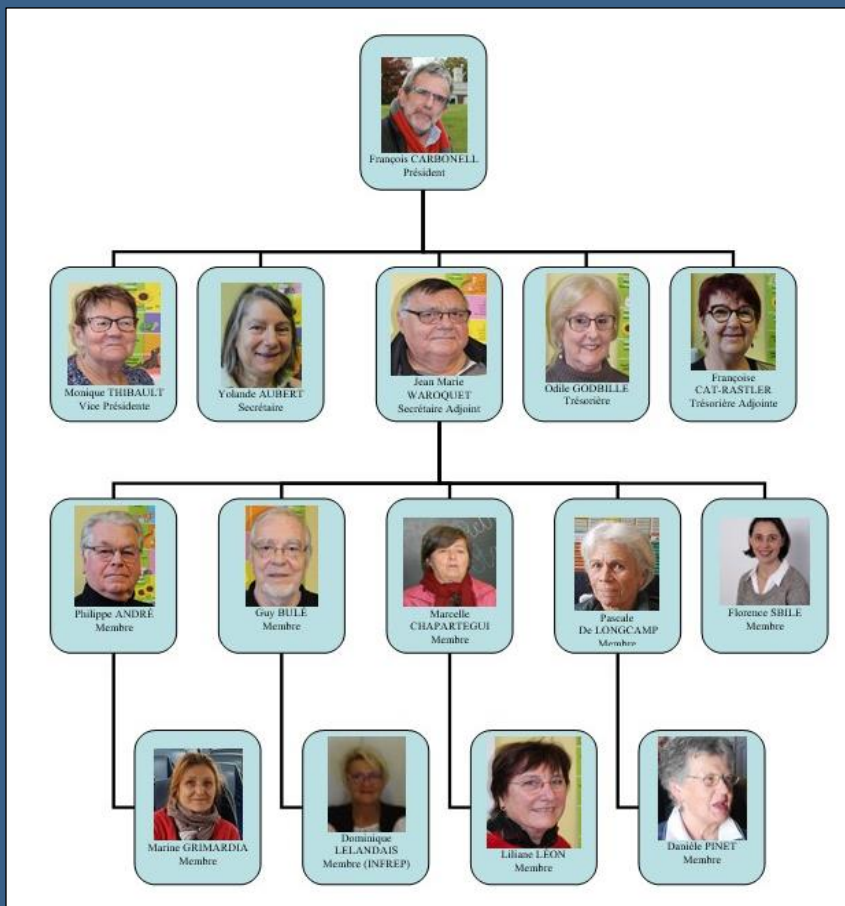 François CARBONELL
Président
Monique THIBAULT
Vice Présidente
Yolande AUBERT
Secrétaire
Jean Marie
WAROQUET
Secrétaire Adjoint
Odile GODBILLE
Trésorière
Françoise
CAT-RASTLER
Trésorière Adjointe
Philippe ANDRÉ
Membre
Guy BULÉ
Membre
Marcelle
CHAPARTEGUI
Membre
Pascale
De LONGCAMP
Membre
Florence SBILE
Membre
Marine GRIMARDIA
Membre
Dominique
LELANDAIS
Membre (INFREP)
Liliane LÉON
Membre
Danièle PINET
Membre